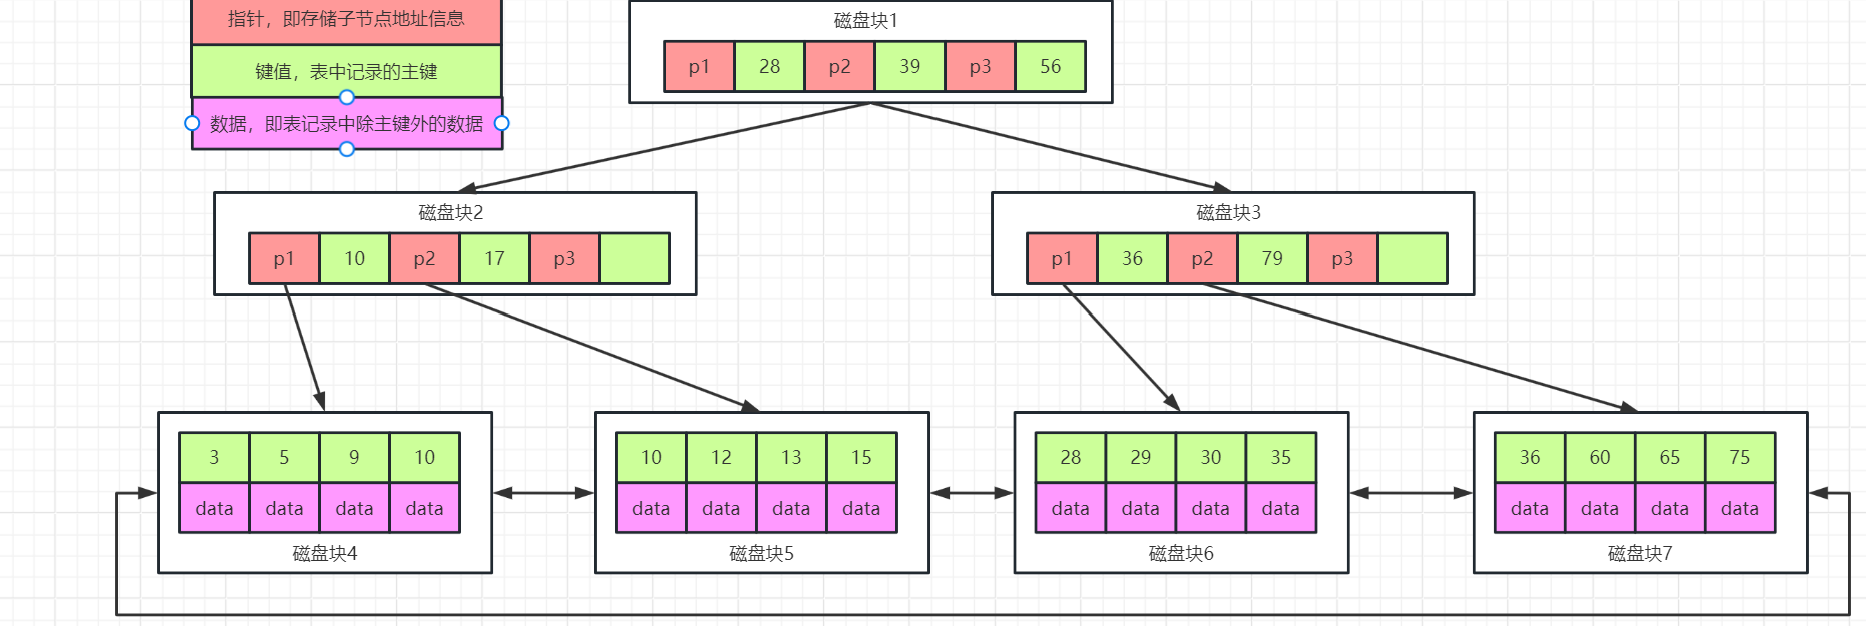 指针，即存储子节点地址信息
键值，表中记录的主键
数据，即表记录中除主键外的数据
磁盘块1
p1 28 p2 39 p3 56
磁盘块2
p1 10 p2 17 p3
磁盘块3
p1 36 p2 79 p3
3 5 9 10
data data data data
磁盘块4
10 12 13 15
data data data data
磁盘块5
28 29 30 35
data data data data
磁盘块6
36 60 65 75
data data data data
磁盘块7